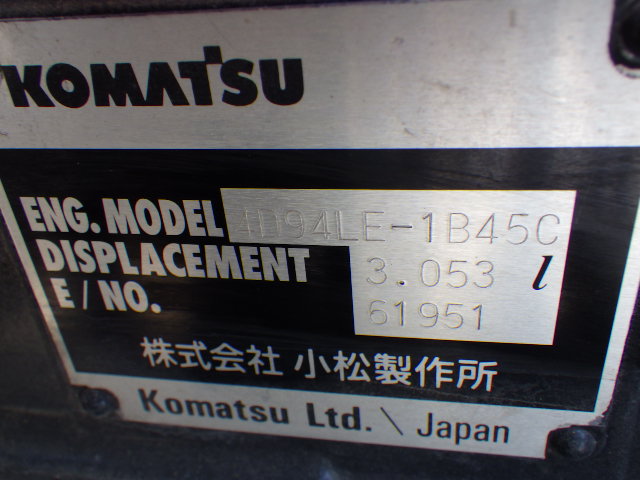 KOMATSU
ENG. MODEL 4D94LE-1B45C
DISPLACEMENT 3.053 l
E / NO. 61951
株式会社 小松製作所
Komatsu Ltd. \ Japan